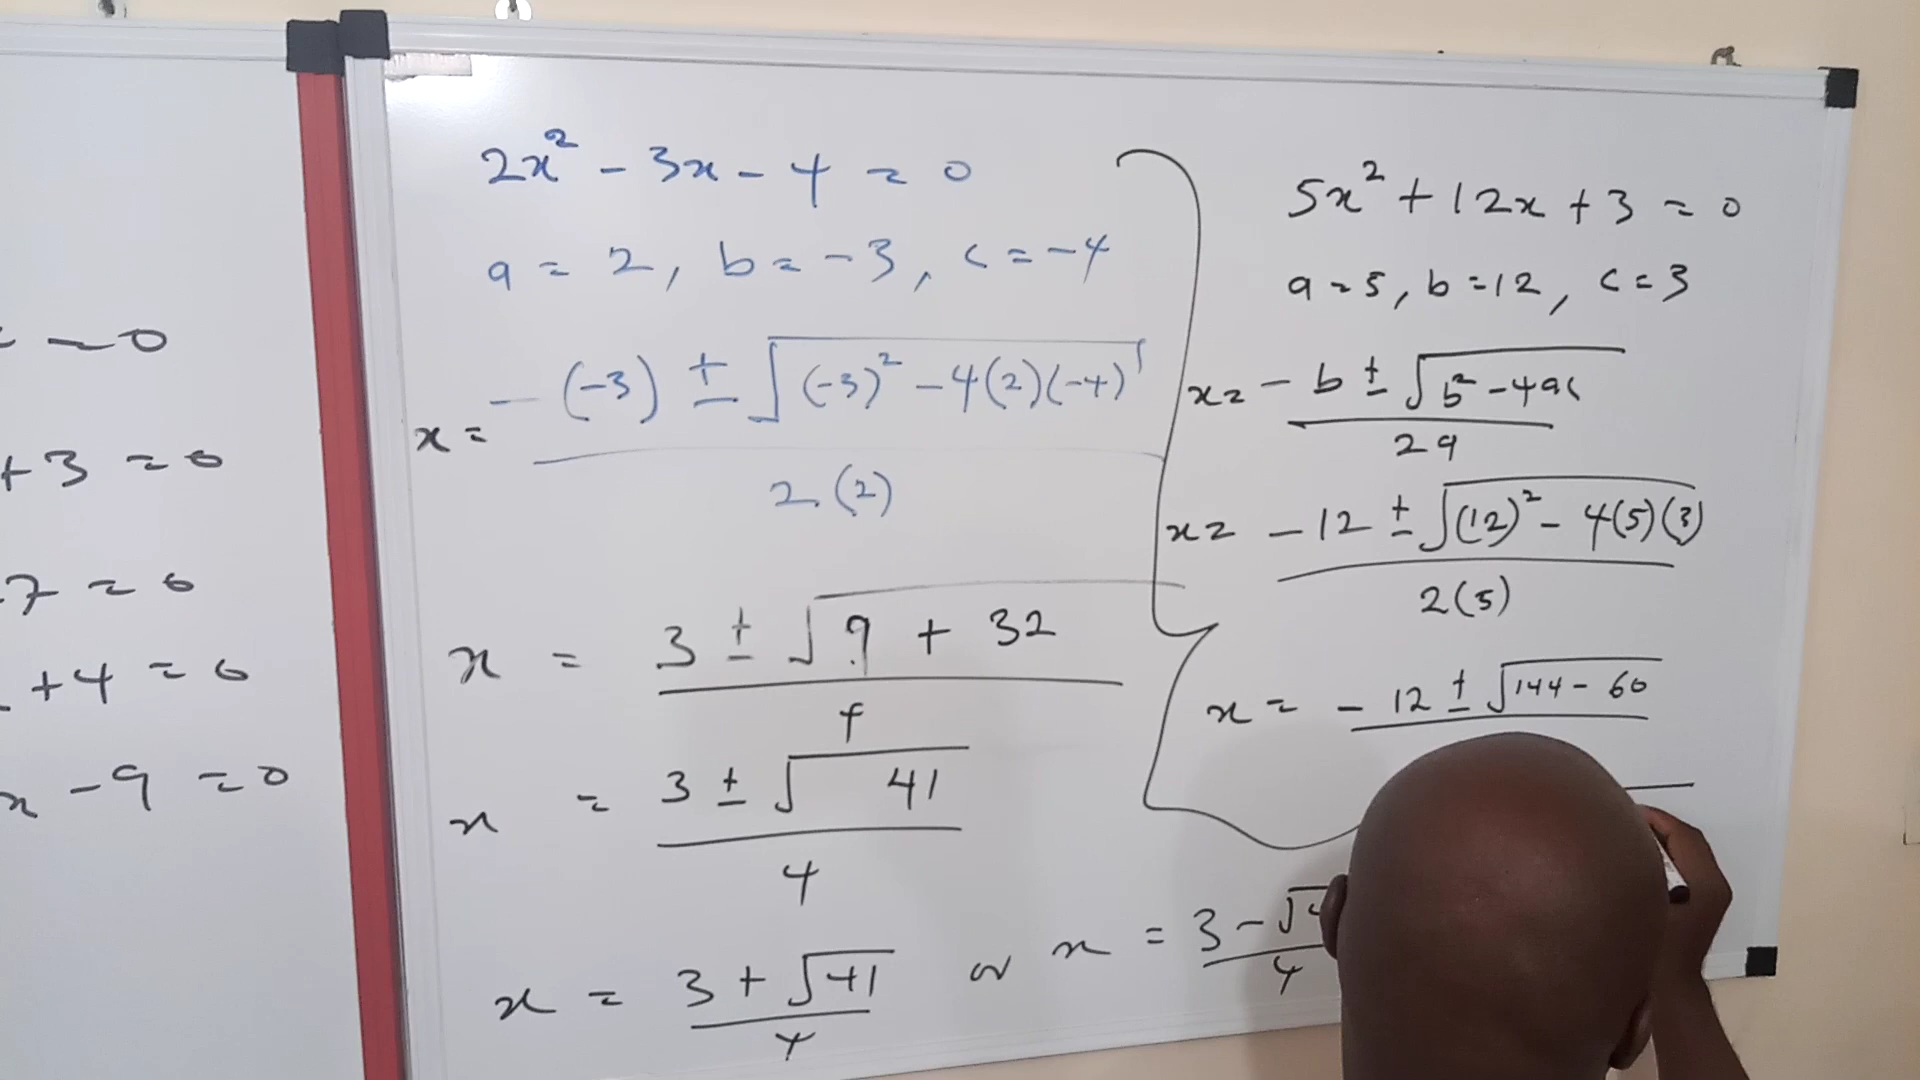 = 0
+ 3 = 0
7 = 0
+ 4 = 0
x - 9 = 0
2x² - 3x - 4 = 0
a = 2, b = -3, c = -4
x = -(-3) ± √(-3)² - 4(2)(-4)
2(2)
x = 3 ± √9 + 32
4
x = 3 ± √41
4
x = 3 + √41 or x = 3 - √4
4 4
5x² + 12x + 3 = 0
a = 5, b = 12, c = 3
x = -b ± √b² - 4ac
2a
x = -12 ± √(12)² - 4(5)(3)
2(5)
x = -12 ± √144 - 60